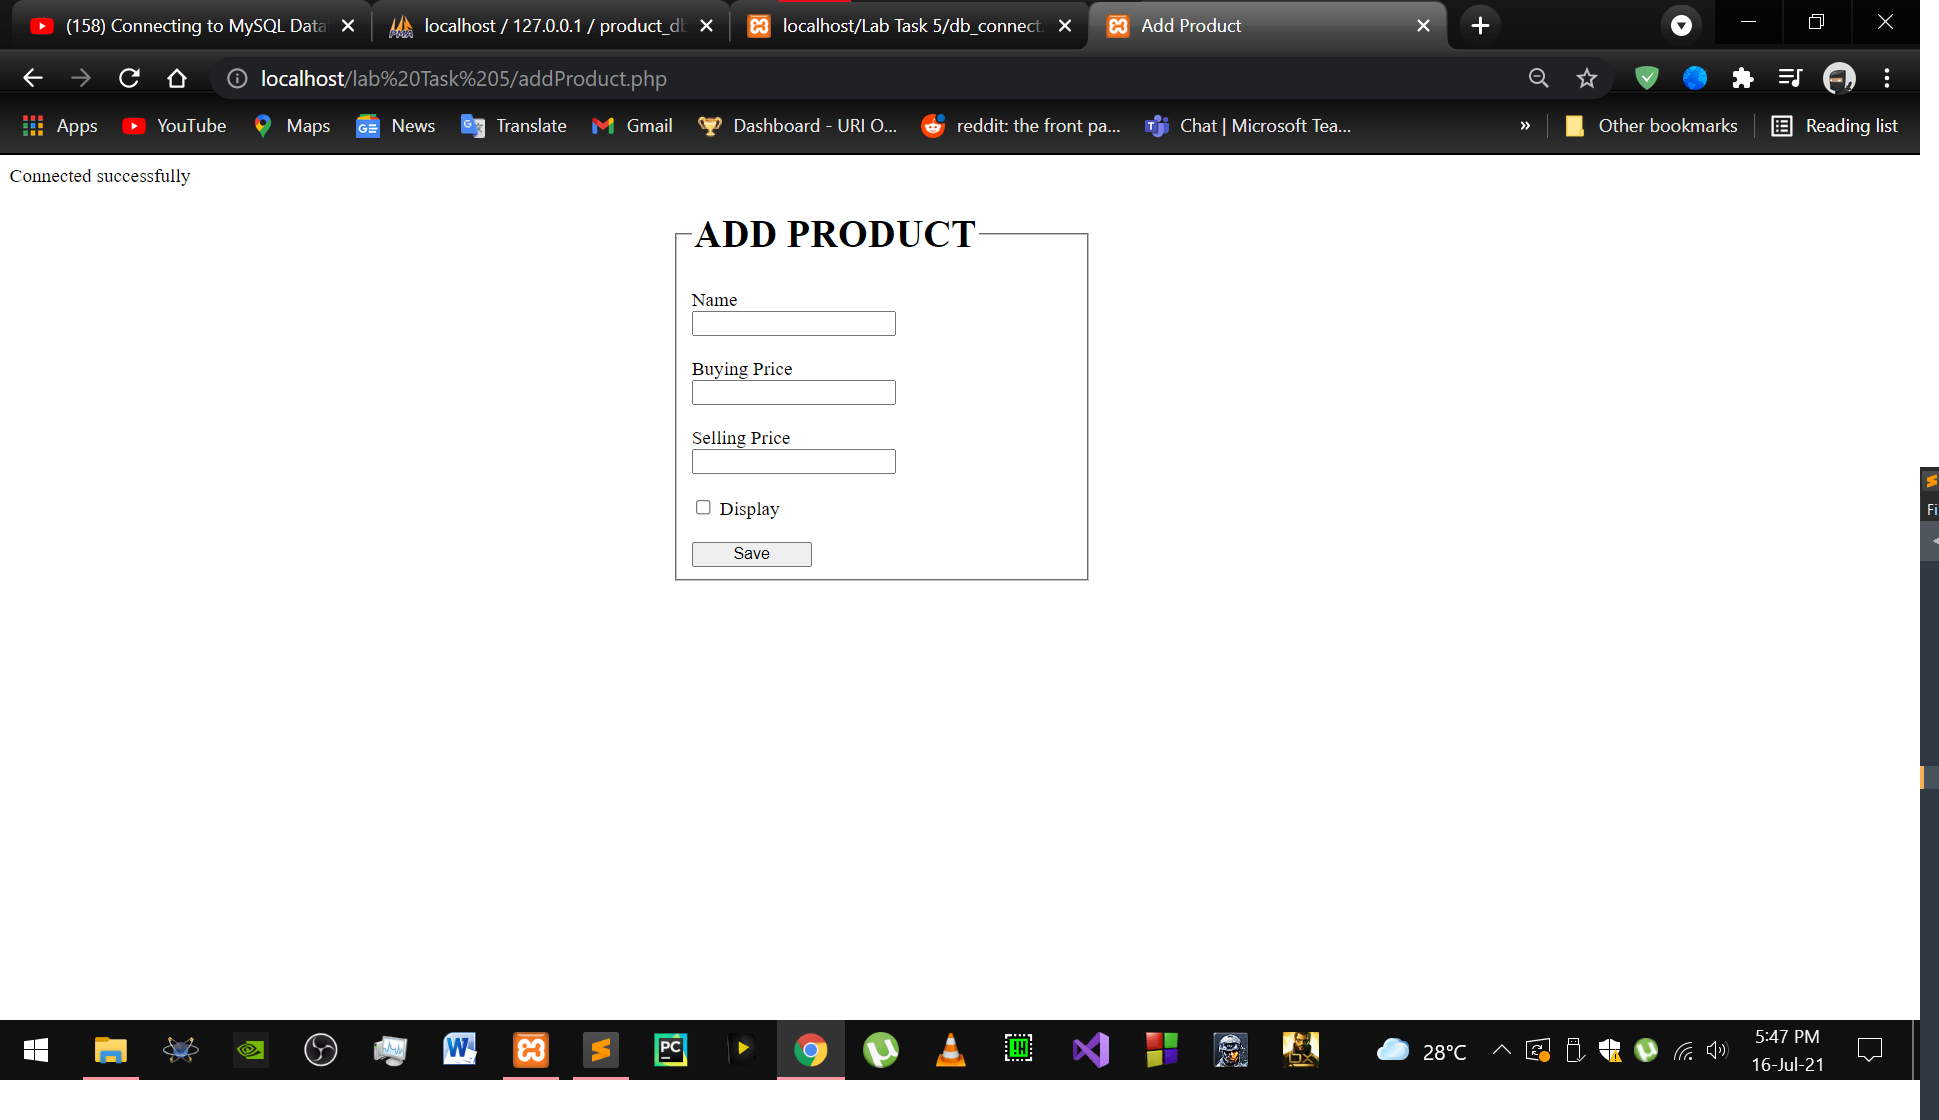 (158) Connecting to MySQL Data
localhost / 127.0.0.1 / product_db
localhost/Lab Task 5/db_connect.
Add Product
localhost/lab%20Task%205/addProduct.php
Apps
YouTube
Maps
News
Translate
Gmail
Dashboard - URI O...
reddit: the front pa...
Chat | Microsoft Tea...
»
Other bookmarks
Reading list
Connected successfully
ADD PRODUCT
Name
Buying Price
Selling Price
Display
Save
Fi
28°C
5:47 PM
16-Jul-21